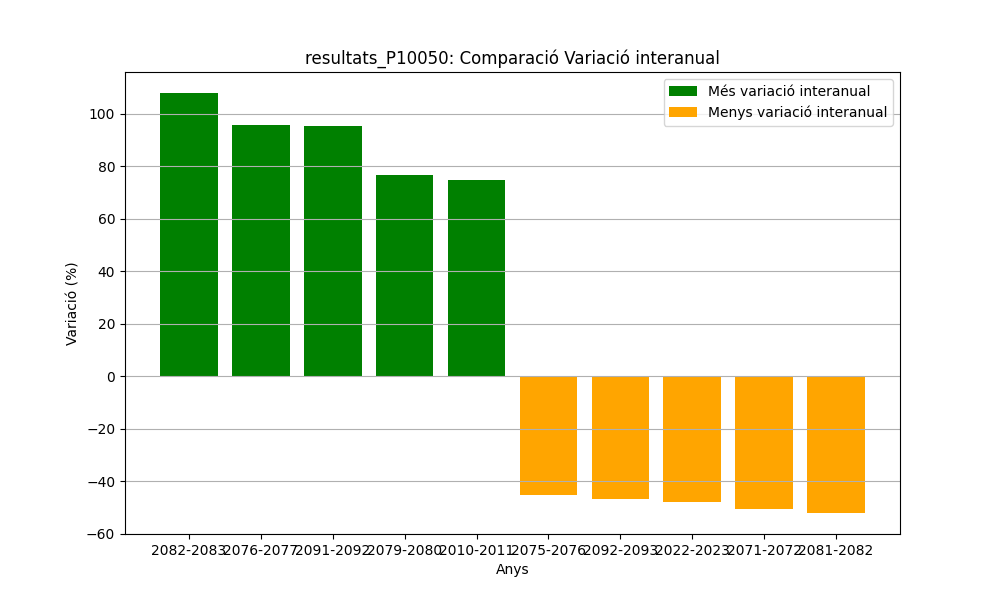 resultats_P10050: Comparació Variació interanual
Més variació interanual
Menys variació interanual
Variació (%)
100
80
60
40
20
0
−20
−40
−60
2082-2083 2076-2077 2091-2092 2079-2080 2010-2011 2075-2076 2092-2093 2022-2023 2071-2072 2081-2082
Anys